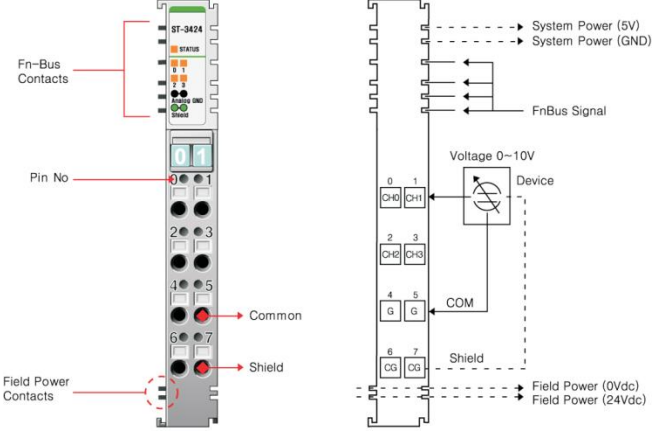 ST-3424
STATUS
0 1
2 3
Analog GND
Shield
Fn-Bus
Contacts
01
Pin No
0 1
2 3
4 5
Common
6 7
Shield
Field Power
Contacts
System Power (5V)
System Power (GND)
FnBus Signal
Voltage 0~10V
Device
0 1
CH0 CH1
2 3
CH2 CH3
4 5
G G
COM
6 7
CG CG
Shield
Field Power (0Vdc)
Field Power (24Vdc)